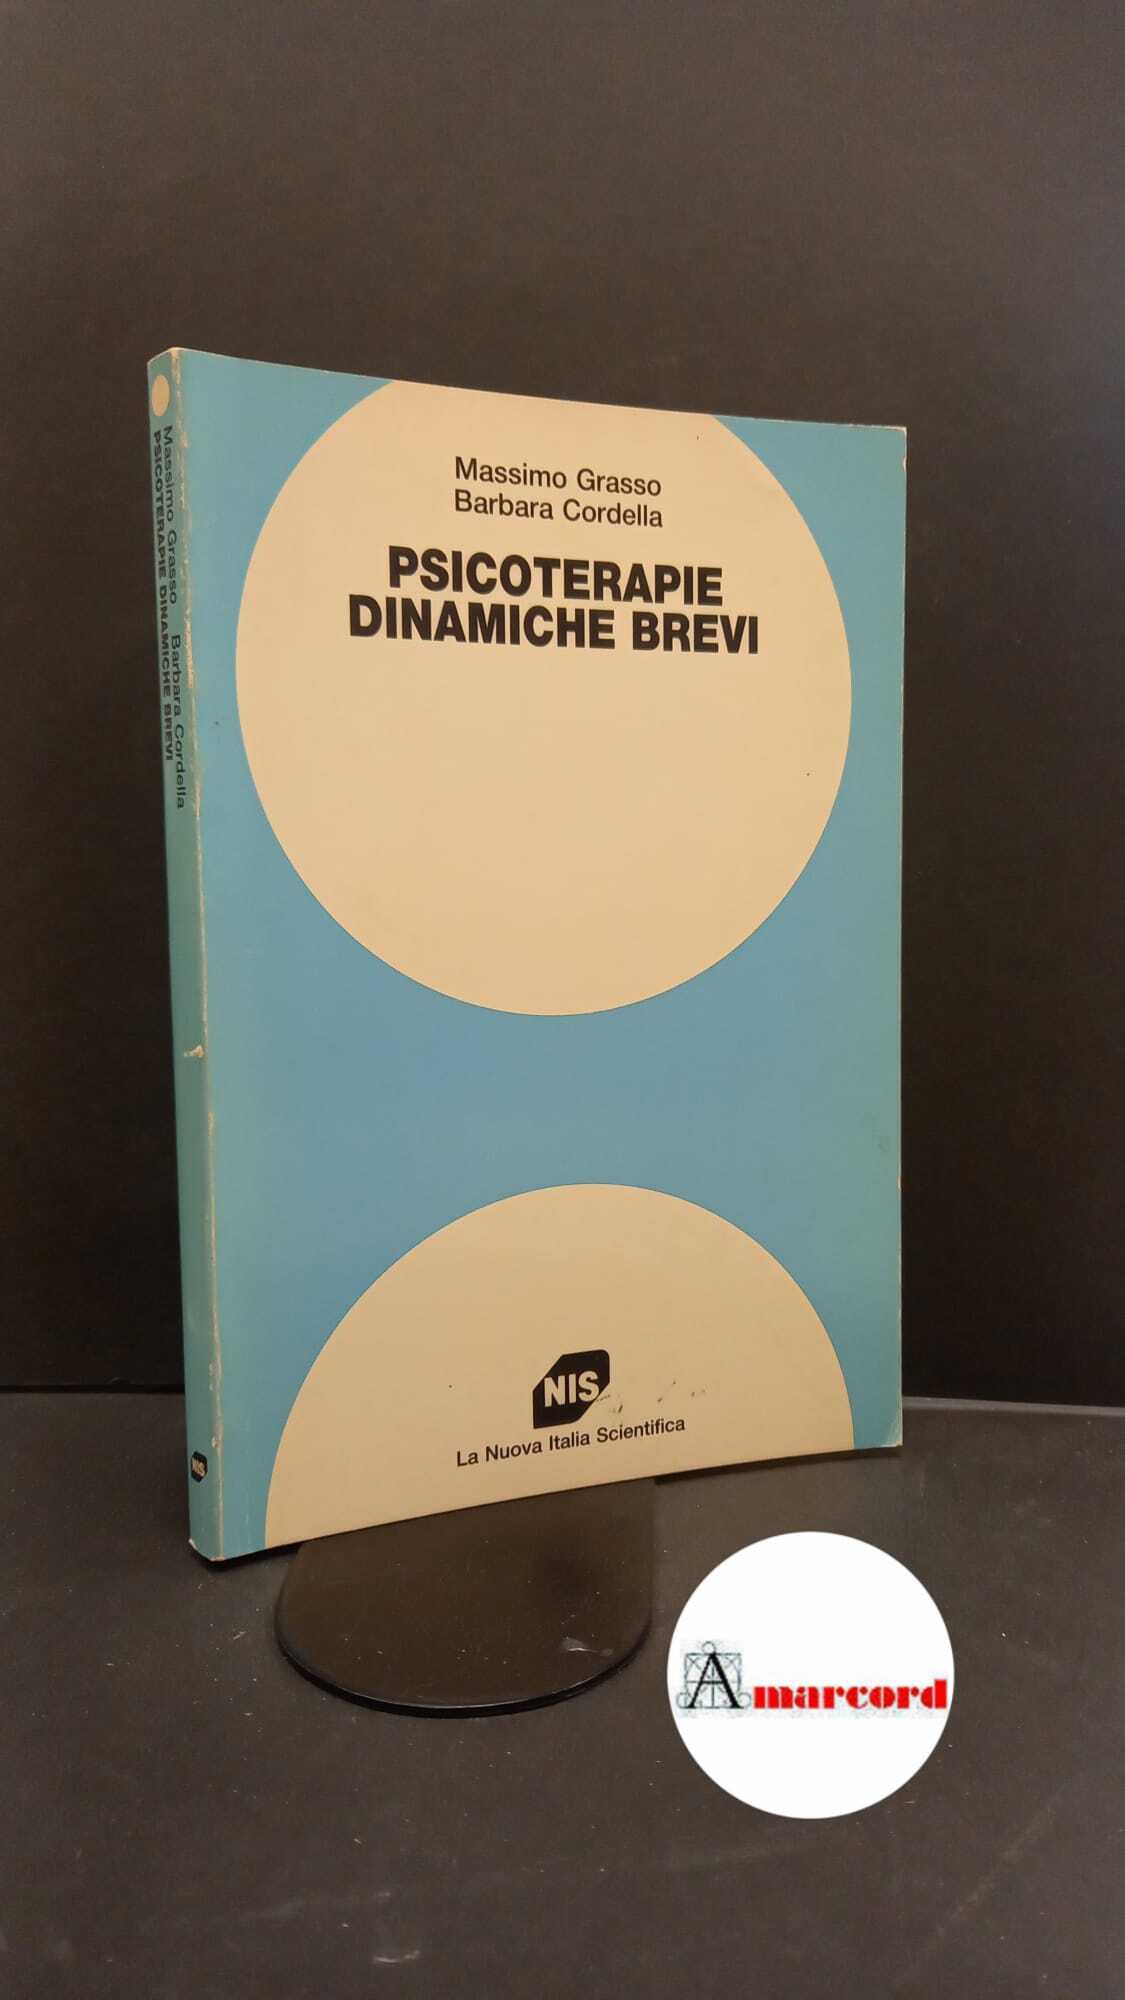 Massimo Grasso
Barbara Cordella
PSICOTERAPIE
DINAMICHE BREVI
NIS
La Nuova Italia Scientifica
Massimo Grasso Barbara Cordella
PSICOTERAPIE DINAMICHE BREVI
NIS
Amarcord